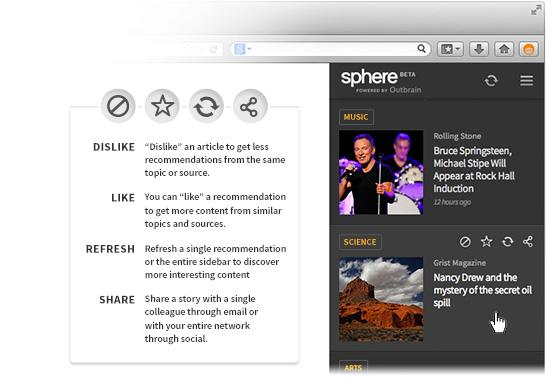 sphere BETA
POWERED BY Outbrain
DISLIKE
“Dislike” an article to get less
recommendations from the same
topic or source.
LIKE
You can “like” a recommendation
to get more content from similar
topics and sources.
REFRESH
Refresh a single recommendation
or the entire sidebar to discover
more interesting content
SHARE
Share a story with a single
colleague through email or
with your entire network
through social.
MUSIC
Rolling Stone
Bruce Springsteen,
Michael Stipe Will
Appear at Rock Hall
Induction
12 hours ago
SCIENCE
Grist Magazine
Nancy Drew and the
mystery of the secret oil
spill
ARTS